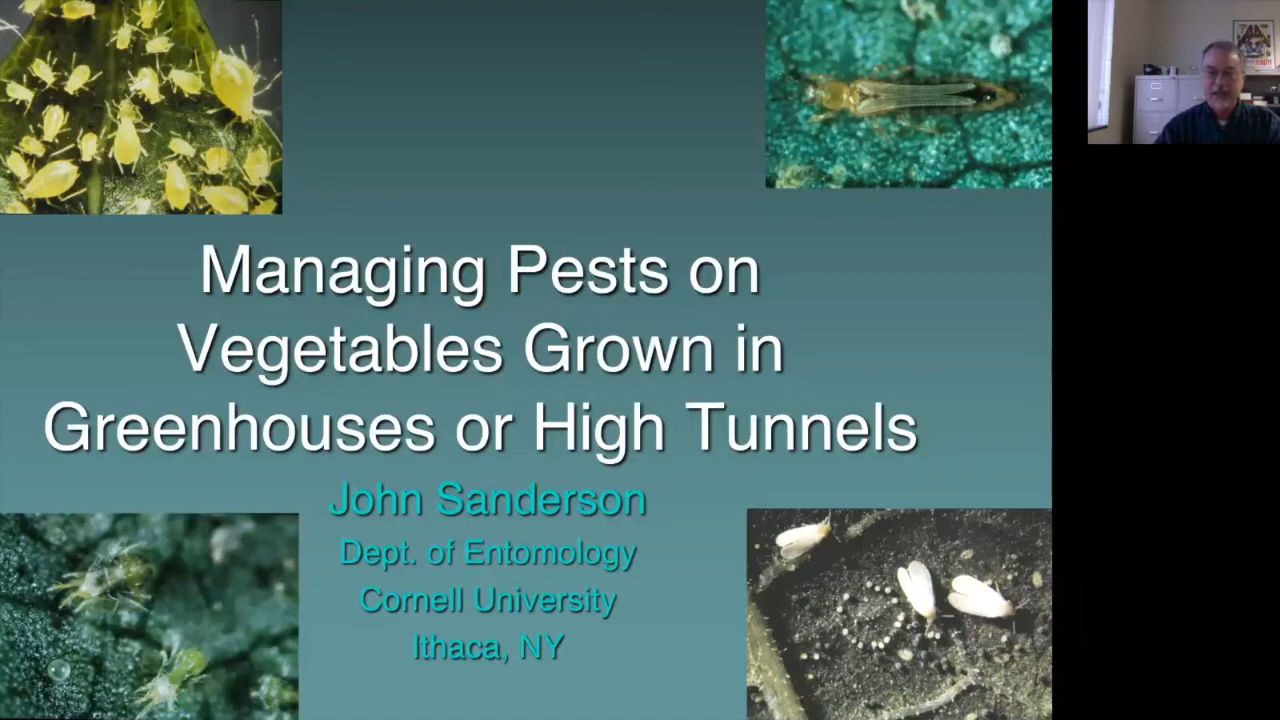 Managing Pests on
Vegetables Grown in
Greenhouses or High Tunnels
John Sanderson
Dept. of Entomology
Cornell University
Ithaca, NY